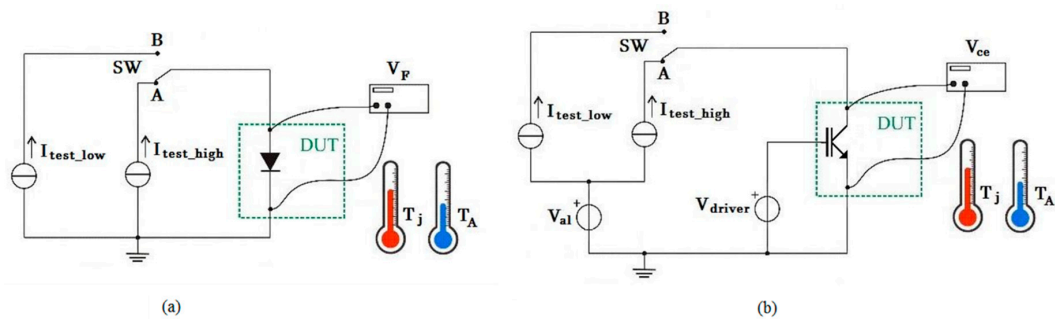 B
SW
A
V_F
I_test_low
I_test_high
DUT
T_j
T_A
(a)
B
SW
A
V_ce
I_test_low
I_test_high
DUT
V_al
+
V_driver
+
T_j
T_A
(b)